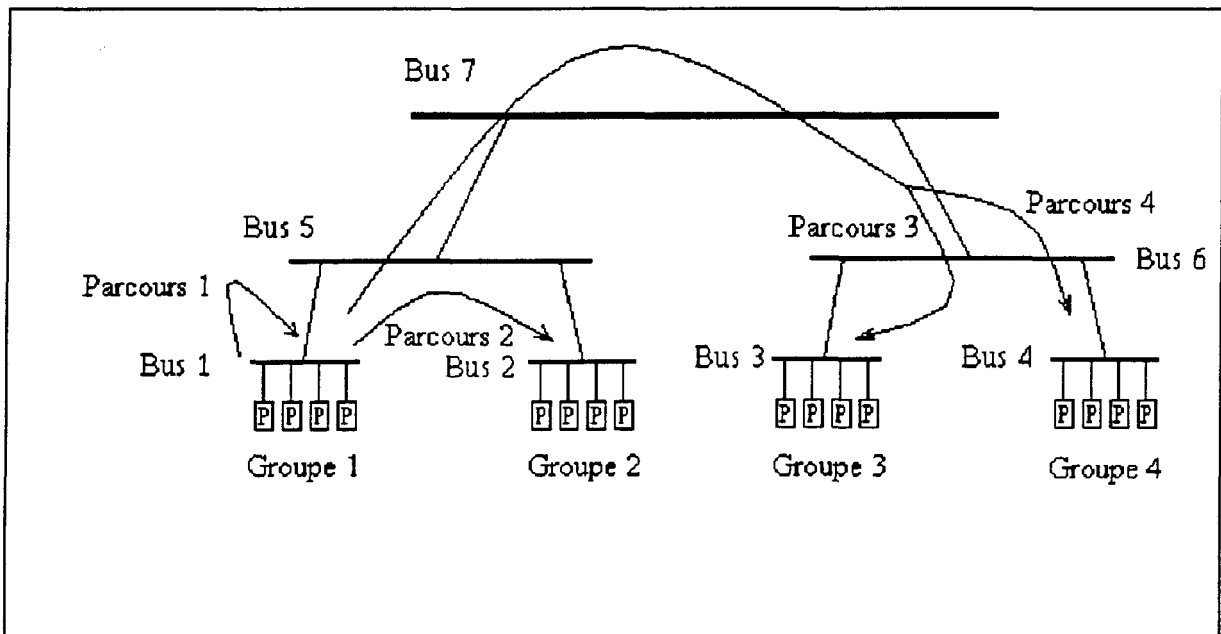 Bus 7
Parcours 4
Bus 5
Parcours 3
Bus 6
Parcours 1
Parcours 2
Bus 1
Bus 2
Bus 3
Bus 4
P P P P
P P P P
P P P P
P P P P
Groupe 1
Groupe 2
Groupe 3
Groupe 4